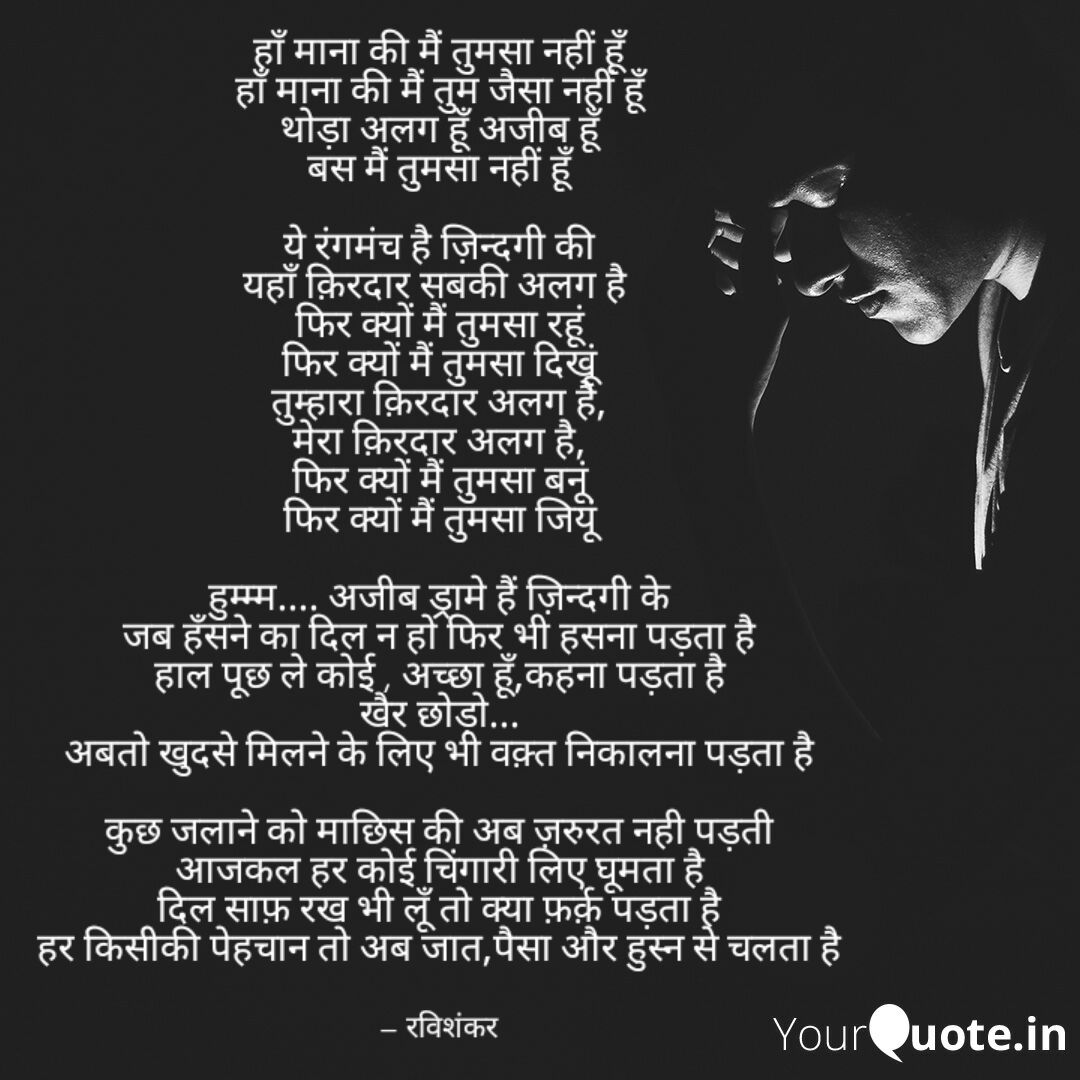 हाँ माना की मैं तुमसा नहीं हूँ
हाँ माना की मैं तुम जैसा नहीं हूँ
थोड़ा अलग हूँ अजीब हूँ
बस मैं तुमसा नहीं हूँ
ये रंगमंच है ज़िन्दगी की
यहाँ क़िरदार सबकी अलग है
फिर क्यों मैं तुमसा रहूं
फिर क्यों मैं तुमसा दिखूं
तुम्हारा क़िरदार अलग है,
मेरा क़िरदार अलग है,
फिर क्यों मैं तुमसा बनूं
फिर क्यों मैं तुमसा जियूं
हुम्म्म.... अजीब ड्रामे हैं ज़िन्दगी के
जब हँसने का दिल न हो फिर भी हसना पड़ता है
हाल पूछ ले कोई , अच्छा हूँ,कहना पड़ता है
खैर छोड़ो...
अबतो खुदसे मिलने के लिए भी वक़्त निकालना पड़ता है
कुछ जलाने को माछिस की अब ज़रुरत नही पड़ती
आजकल हर कोई चिंगारी लिए घूमता है
दिल साफ़ रख भी लूँ तो क्या फ़र्क़ पड़ता है
हर किसीकी पेहचान तो अब जात,पैसा और हुस्न से चलता है
– रविशंकर
YourQuote.in